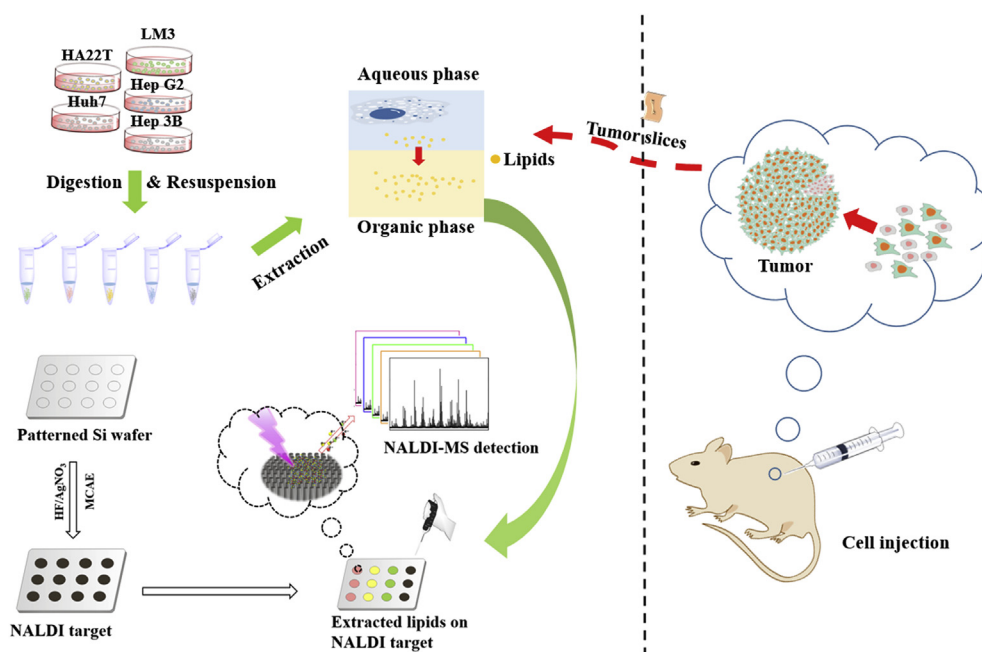 LM3
HA22T
Hep G2
Huh7
Hep 3B
Digestion & Resuspension
Extraction
Aqueous phase
Lipids
Organic phase
Tumor slices
Tumor
Cell injection
Patterned Si wafer
HF/AgNO₃
MCAE
NALDI target
NALDI-MS detection
Extracted lipids on
NALDI target